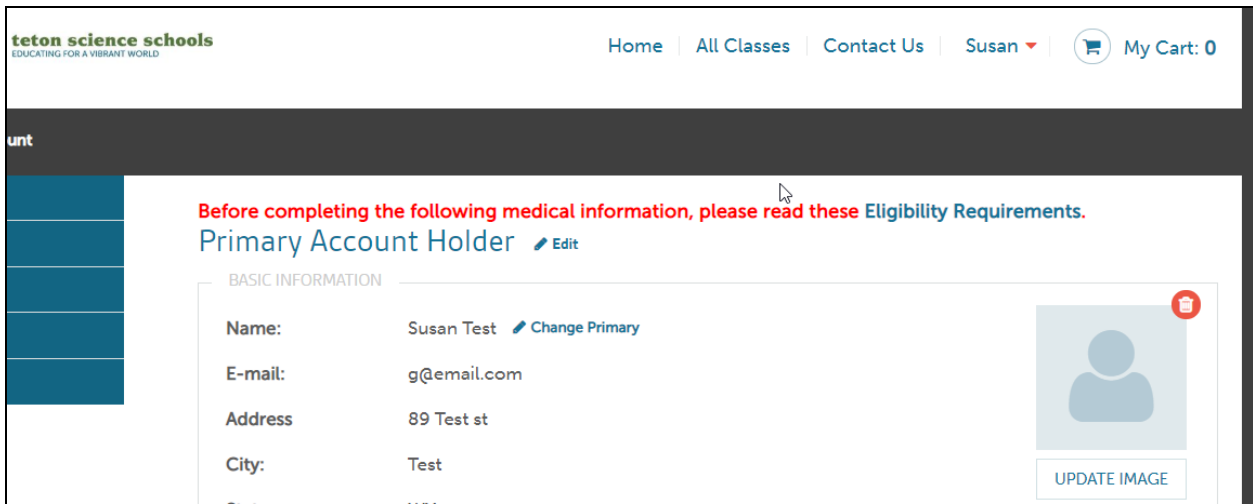 teton science schools
EDUCATING FOR A VIBRANT WORLD
Home All Classes Contact Us Susan My Cart: 0
unt
Before completing the following medical information, please read these Eligibility Requirements.
Primary Account Holder Edit
BASIC INFORMATION
Name: Susan Test Change Primary
E-mail: g@email.com
Address 89 Test st
City: Test
UPDATE IMAGE